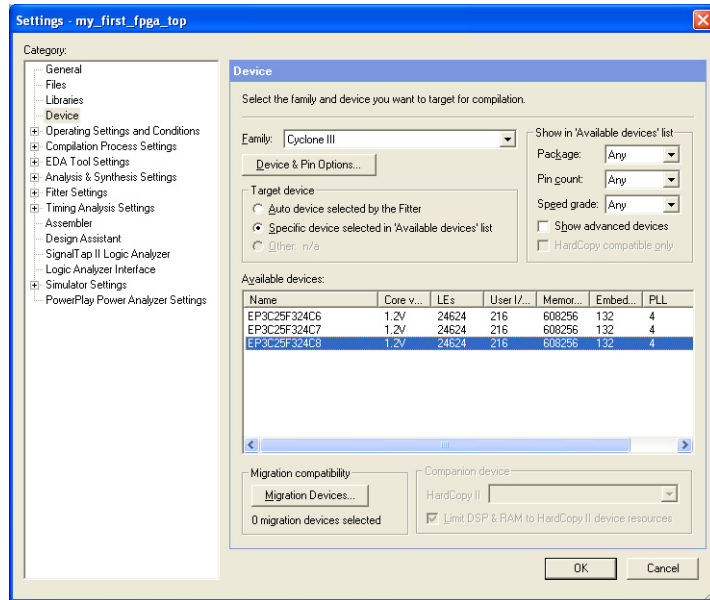 Settings - my_first_fpga_top
Category:
General
Files
Libraries
Device
Operating Settings and Conditions
Compilation Process Settings
EDA Tool Settings
Analysis & Synthesis Settings
Fitter Settings
Timing Analysis Settings
Assembler
Design Assistant
SignalTap II Logic Analyzer
Logic Analyzer Interface
Simulator Settings
PowerPlay Power Analyzer Settings
Device
Select the family and device you want to target for compilation.
Family: Cyclone III
Device & Pin Options...
Target device
Auto device selected by the Fitter
Specific device selected in 'Available devices' list
Other: n/a
Show in 'Available devices' list
Package: Any
Pin count: Any
Speed grade: Any
Show advanced devices
HardCopy compatible only
Available devices:
Name Core v... LEs User I/... Memor... Embed... PLL
EP3C25F324C6 1.2V 24624 216 608256 132 4
EP3C25F324C7 1.2V 24624 216 608256 132 4
EP3C25F324C8 1.2V 24624 216 608256 132 4
Migration compatibility
Migration Devices...
0 migration devices selected
Companion device
HardCopy II
Limit DSP & RAM to HardCopy II device resources
OK Cancel